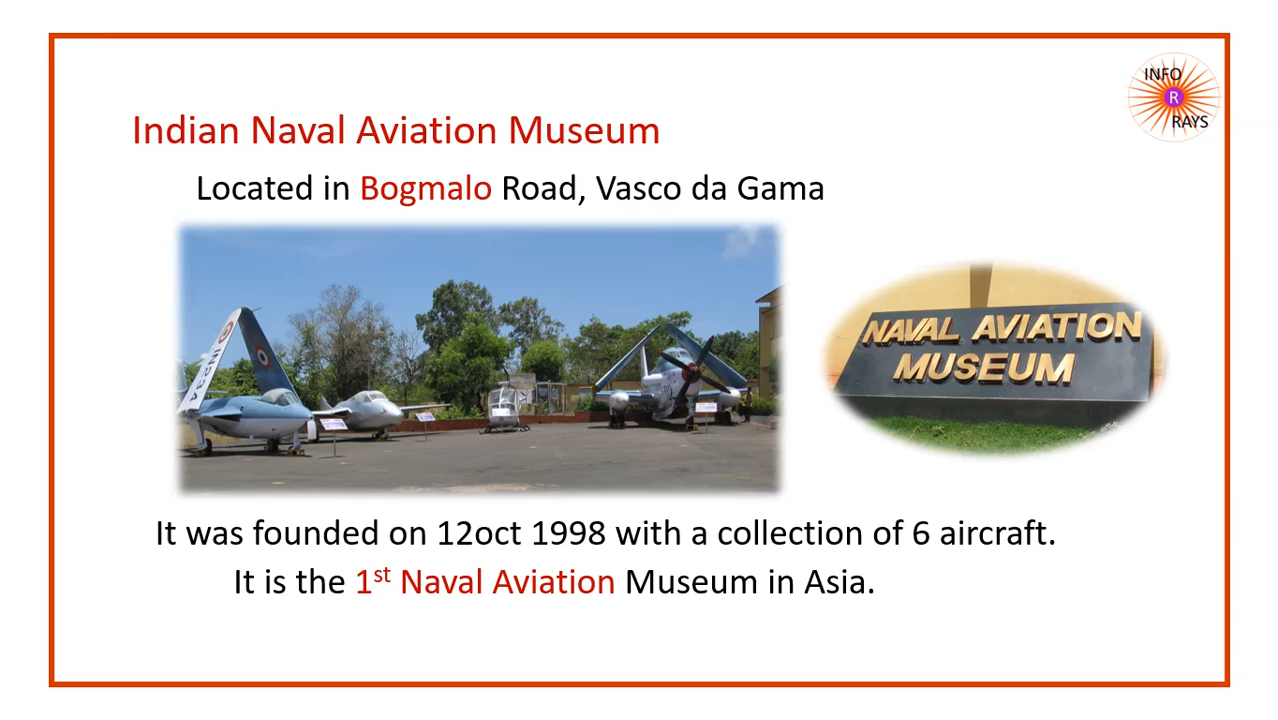 INFO
R
RAYS
Indian Naval Aviation Museum
Located in Bogmalo Road, Vasco da Gama
NAVAL AVIATION
MUSEUM
It was founded on 12oct 1998 with a collection of 6 aircraft.
It is the 1st Naval Aviation Museum in Asia.